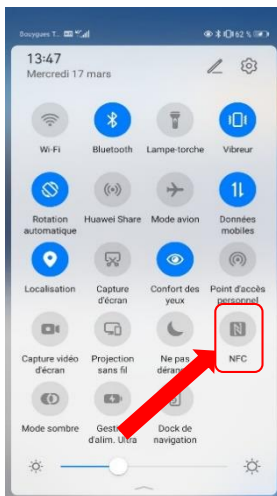 Bouygues T...
62 %
13:47
Mercredi 17 mars
Wi-Fi
Bluetooth
Lampe-torche
Vibreur
Rotation
automatique
Huawei Share
Mode avion
Données
mobiles
Localisation
Capture
d'écran
Confort des
yeux
Point d'accès
personnel
Capture vidéo
d'écran
Projection
sans fil
Ne pas
déran
NFC
Mode sombre
Gest
d'alim. Ultra
Dock de
navigation